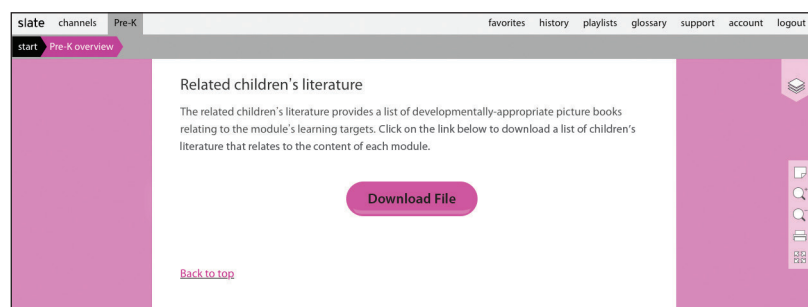 slate channels Pre-K favorites history playlists glossary support account logout
start Pre-K overview
Related children's literature
The related children's literature provides a list of developmentally-appropriate picture books
relating to the module's learning targets. Click on the link below to download a list of children's
literature that relates to the content of each module.
Download File
Back to top